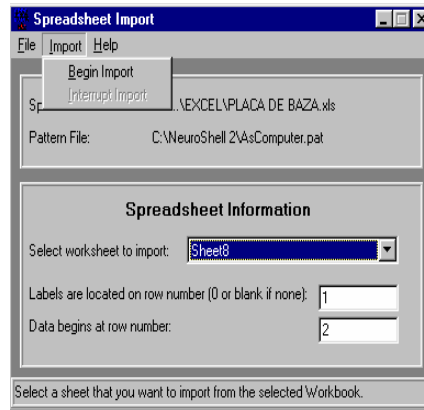 Spreadsheet Import
File Import Help
Begin Import
Interrupt Import
Sp ...\EXCEL\PLACA DE BAZA.xls
Pattern File: C:\NeuroShell 2\AsComputer.pat
Spreadsheet Information
Select worksheet to import: Sheet8
Labels are located on row number (0 or blank if none): 1
Data begins at row number: 2
Select a sheet that you want to import from the selected Workbook.